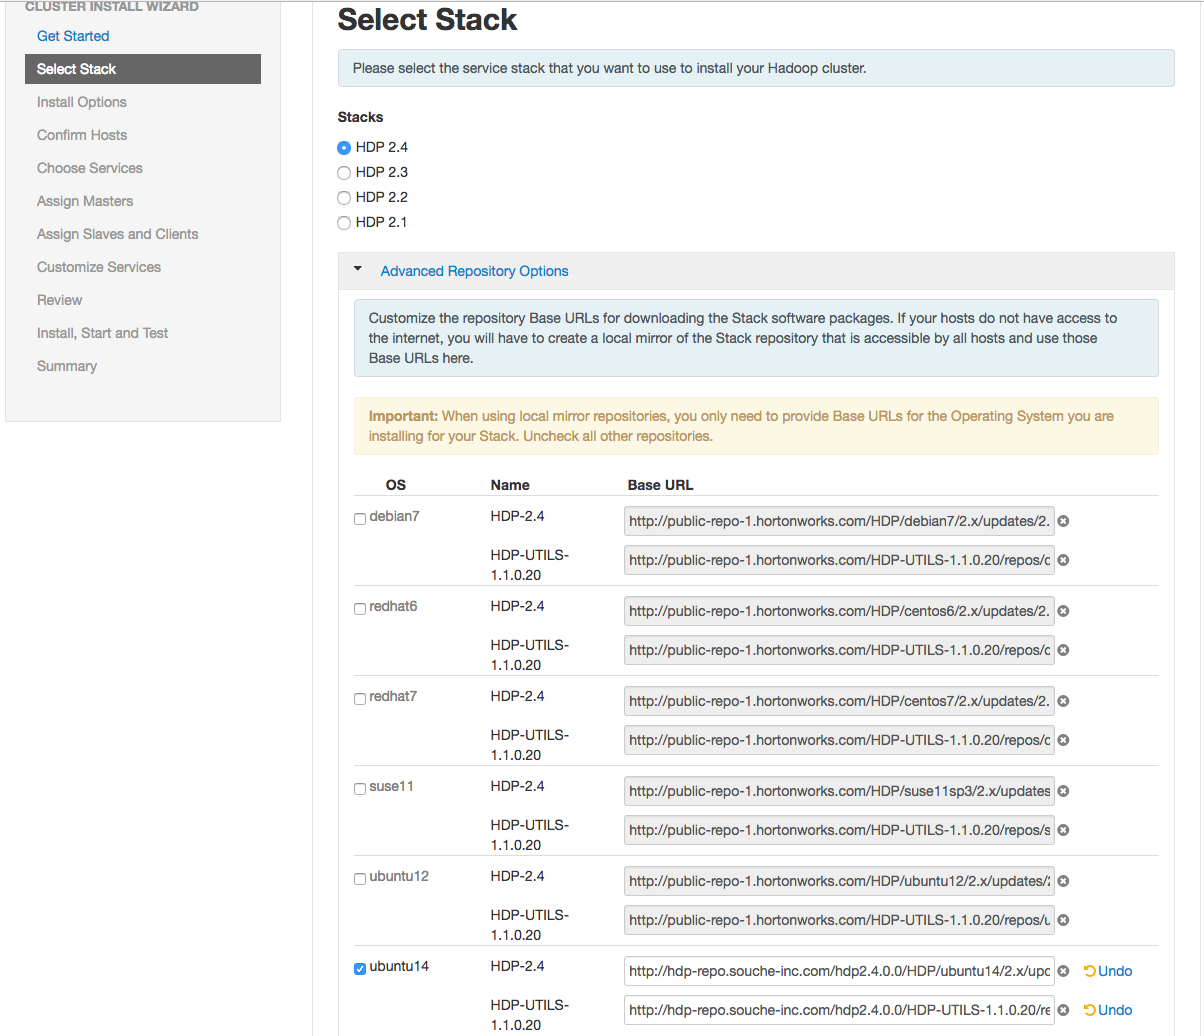 CLUSTER INSTALL WIZARD
Get Started
Select Stack
Install Options
Confirm Hosts
Choose Services
Assign Masters
Assign Slaves and Clients
Customize Services
Review
Install, Start and Test
Summary
Select Stack
Please select the service stack that you want to use to install your Hadoop cluster.
Stacks
HDP 2.4
HDP 2.3
HDP 2.2
HDP 2.1
Advanced Repository Options
Customize the repository Base URLs for downloading the Stack software packages. If your hosts do not have access to
the internet, you will have to create a local mirror of the Stack repository that is accessible by all hosts and use those
Base URLs here.
Important: When using local mirror repositories, you only need to provide Base URLs for the Operating System you are
installing for your Stack. Uncheck all other repositories.
OS Name Base URL
debian7 HDP-2.4 http://public-repo-1.hortonworks.com/HDP/debian7/2.x/updates/2.
HDP-UTILS- http://public-repo-1.hortonworks.com/HDP-UTILS-1.1.0.20/repos/
1.1.0.20
redhat6 HDP-2.4 http://public-repo-1.hortonworks.com/HDP/centos6/2.x/updates/2.
HDP-UTILS- http://public-repo-1.hortonworks.com/HDP-UTILS-1.1.0.20/repos/c
1.1.0.20
redhat7 HDP-2.4 http://public-repo-1.hortonworks.com/HDP/centos7/2.x/updates/2.
HDP-UTILS- http://public-repo-1.hortonworks.com/HDP-UTILS-1.1.0.20/repos/c
1.1.0.20
suse11 HDP-2.4 http://public-repo-1.hortonworks.com/HDP/suse11sp3/2.x/updates
HDP-UTILS- http://public-repo-1.hortonworks.com/HDP-UTILS-1.1.0.20/repos/s
1.1.0.20
ubuntu12 HDP-2.4 http://public-repo-1.hortonworks.com/HDP/ubuntu12/2.x/updates/2
HDP-UTILS- http://public-repo-1.hortonworks.com/HDP-UTILS-1.1.0.20/repos/u
1.1.0.20
ubuntu14 HDP-2.4 http://hdp-repo.souche-inc.com/hdp2.4.0.0/HDP/ubuntu14/2.x/upd Undo
HDP-UTILS- http://hdp-repo.souche-inc.com/hdp2.4.0.0/HDP-UTILS-1.1.0.20/re Undo
1.1.0.20